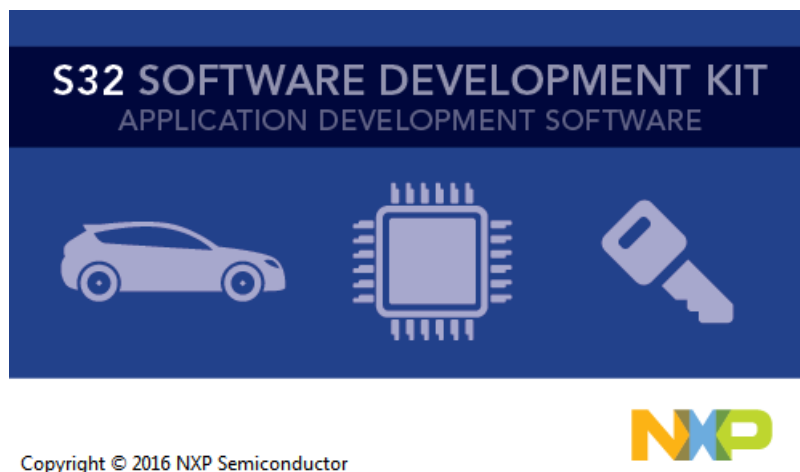 S32 SOFTWARE DEVELOPMENT KIT
APPLICATION DEVELOPMENT SOFTWARE
NXP
Copyright © 2016 NXP Semiconductor